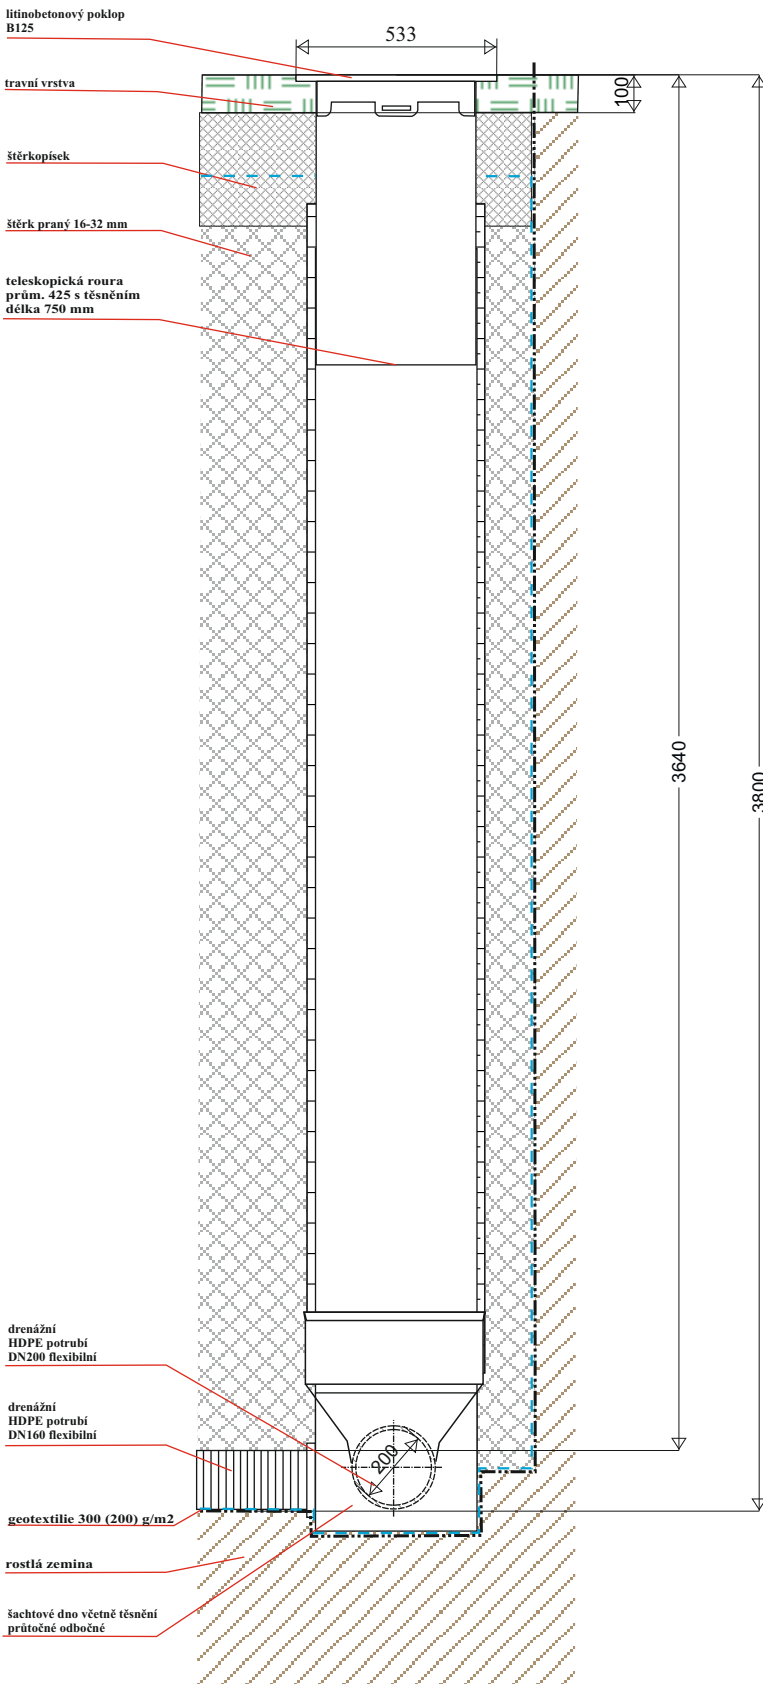 litinobetonový poklop
B125
533
travní vrstva
100
štěrkopísek
štěrk praný 16-32 mm
teleskopická roura
prům. 425 s těsněním
délka 750 mm
3640
3800
drenážní
HDPE potrubí
DN200 flexibilní
drenážní
HDPE potrubí
DN160 flexibilní
200
geotextilie 300 (200) g/m2
rostlá zemina
šachtové dno včetně těsnění
průtočné odbočné